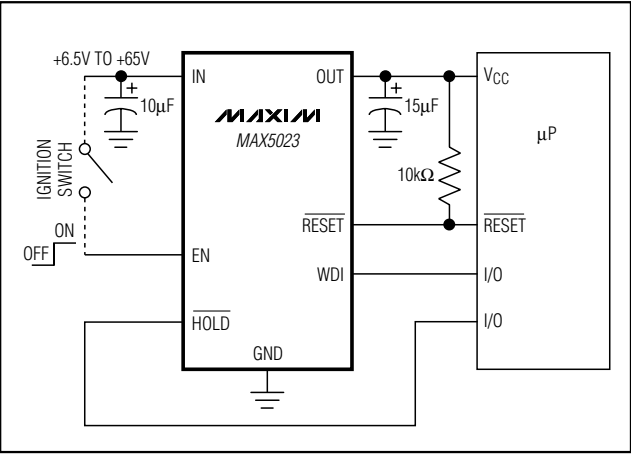 +6.5V TO +65V
IN
OUT
VCC
10µF
15µF
MAXIM
MAX5023
µP
IGNITION
SWITCH
10kΩ
ON
OFF
RESET
RESET
EN
WDI
I/O
HOLD
I/O
GND